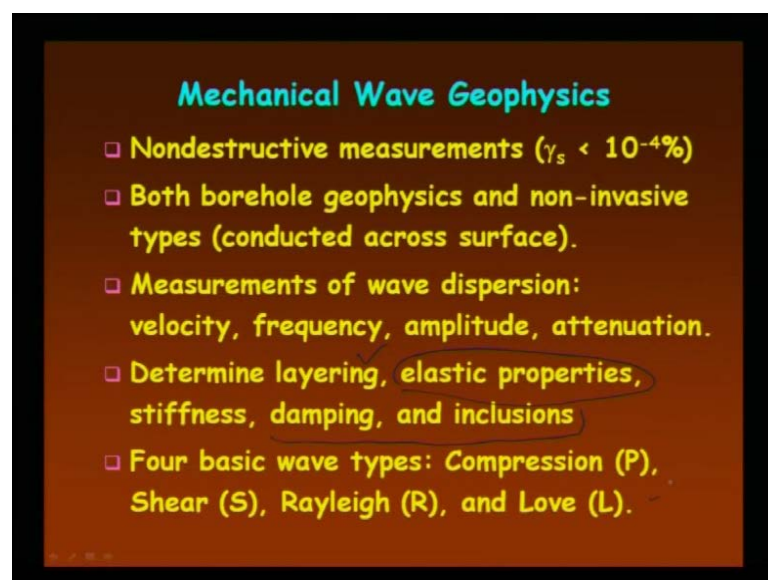 Mechanical Wave Geophysics
❑ Nondestructive measurements (γs < 10-4%)
❑ Both borehole geophysics and non-invasive
types (conducted across surface).
❑ Measurements of wave dispersion:
velocity, frequency, amplitude, attenuation.
❑ Determine layering, elastic properties,
stiffness, damping, and inclusions
❑ Four basic wave types: Compression (P),
Shear (S), Rayleigh (R), and Love (L).